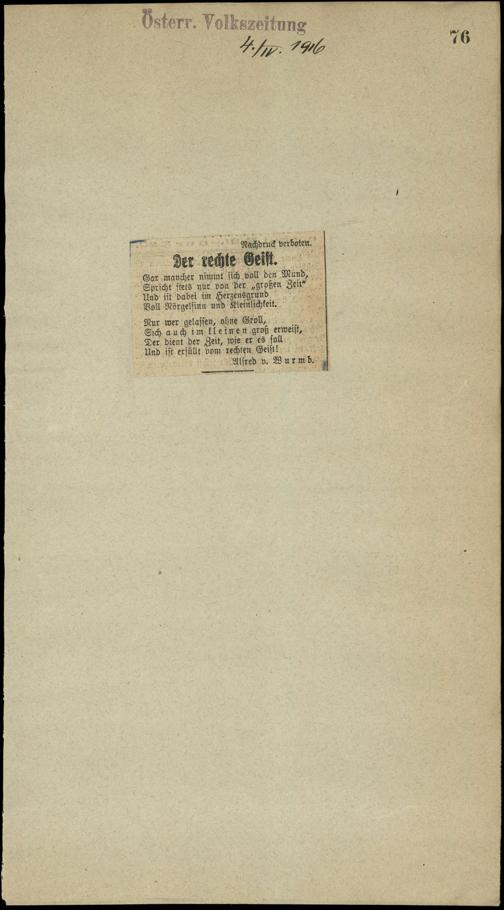 Österr. Volkszeitung
4./IV. 1916
76
Nachdruck verboten.
Der rechte Geist.
Gar mancher nimmt sich voll den Mund,
Spricht stets nur von der „großen Zeit“
Und ist dabei im Herzensgrund
Voll Nörgelsinn und Kleinlichkeit.
Nur wer gelassen, ohne Groll,
Sich auch im kleinen groß erweist,
Der dient der Zeit, wie er es soll
Und ist erfüllt vom rechten Geist!
Alfred v. Wurmb.